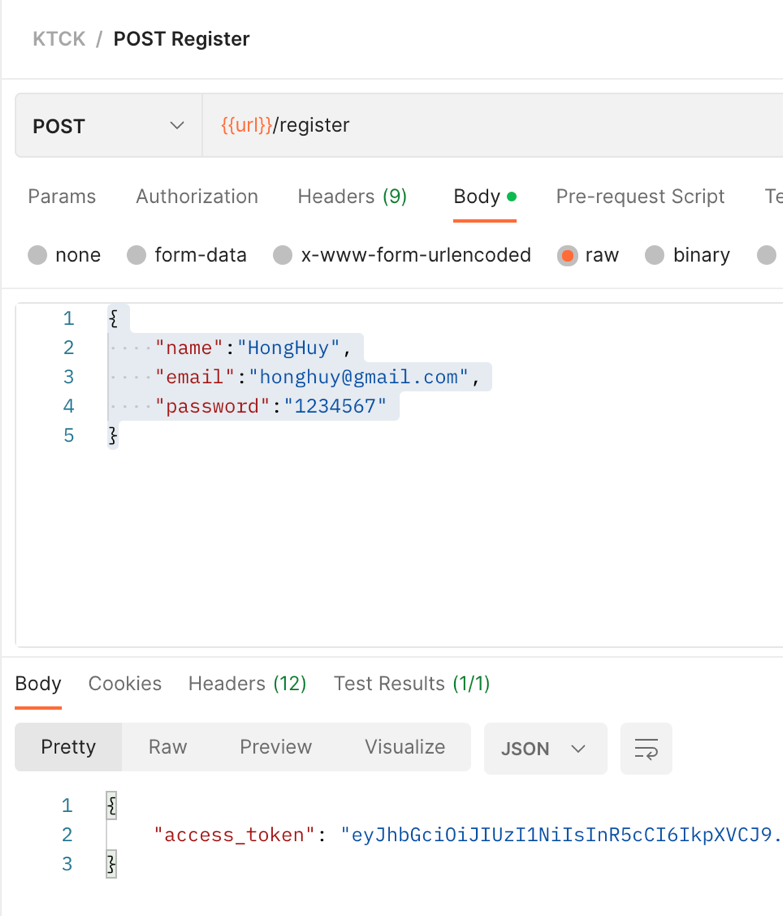 KTCK / POST Register
POST {{url}}/register
Params Authorization Headers (9) Body Pre-request Script Te
none form-data x-www-form-urlencoded raw binary
1 {
2 "name":"HongHuy",
3 "email":"honghuy@gmail.com",
4 "password":"1234567"
5 }
Body Cookies Headers (12) Test Results (1/1)
Pretty Raw Preview Visualize JSON
1 {
2 "access_token": "eyJhbGciOiJIUzI1NiIsInR5cCI6IkpXVCJ9.
3 }